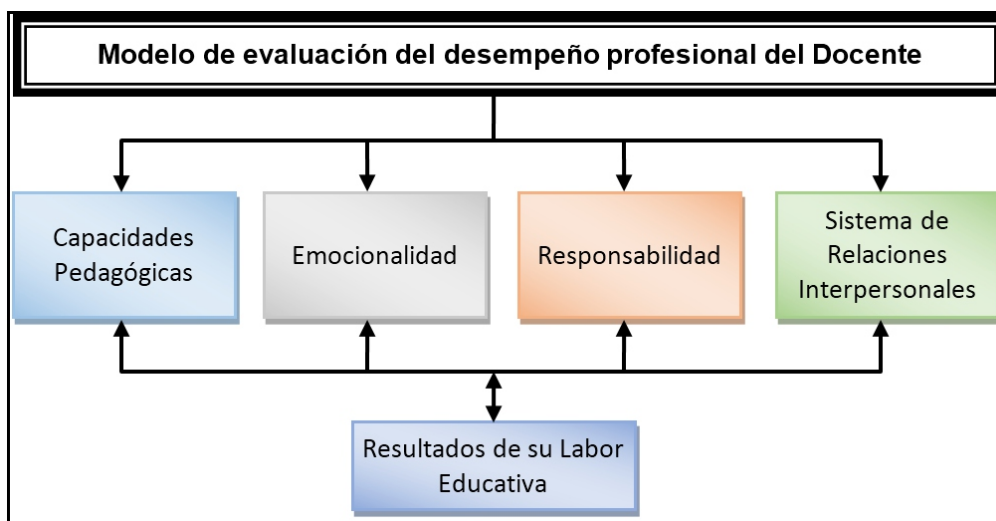 Modelo de evaluación del desempeño profesional del Docente
Capacidades
Pedagógicas
Emocionalidad
Responsabilidad
Sistema de
Relaciones
Interpersonales
Resultados de su Labor
Educativa